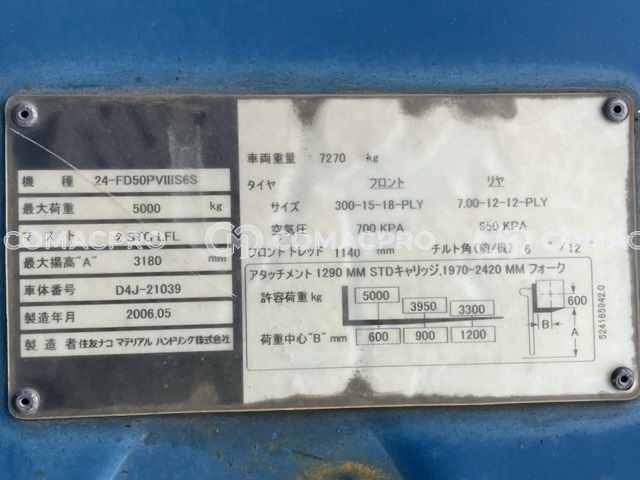 機 種 24-FD50PVIIIS6S
最大荷重 5000 kg
最大揚高"A" 3180 mm
車体番号 D4J-21039
製造年月 2006.05
製 造 者 住友ナコ マテリアル ハンドリング株式会社
車両重量 7270 kg
タイヤ フロント リヤ
サイズ 300-15-18-PLY 7.00-12-12-PLY
空気圧 700 KPA 850 KPA
フロントトレッド 1140 mm チルト角(前/後) 6 ° /12
アタッチメント 1290 MM STDキャリッジ,1970-2420 MM フォーク
許容荷重 kg 5000 3950 3300
荷重中心"B" mm 600 900 1200
600
B
A
524165942.0
COMACPRO
COMACPRO
COMACPRO